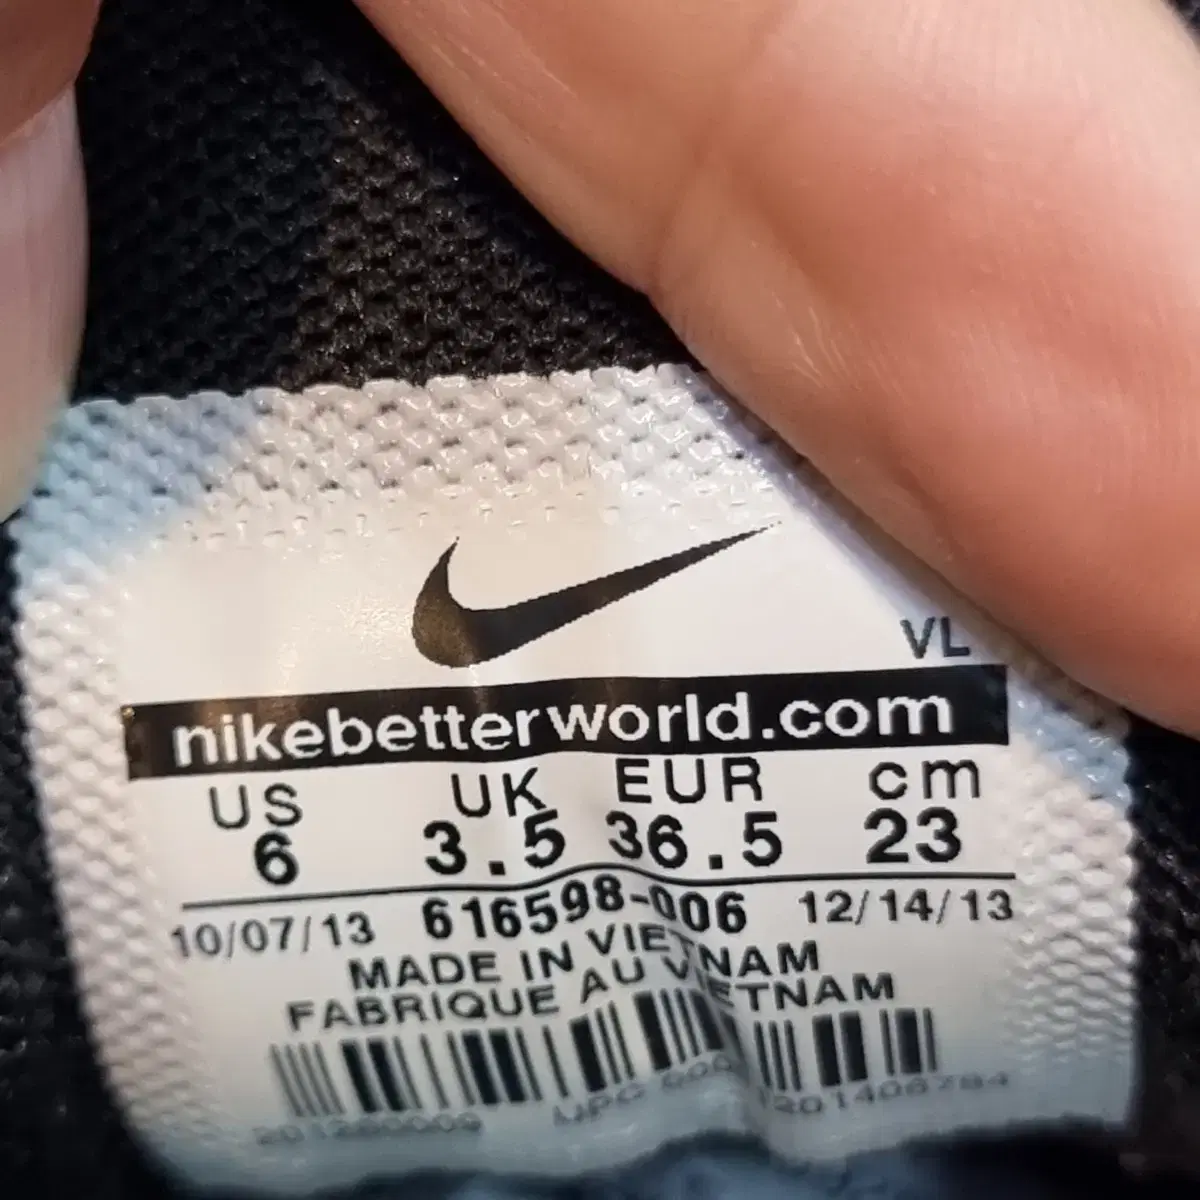 VL
nikebetterworld.com
US UK EUR cm
6 3.5 36.5 23
10/07/13 616598-006 12/14/13
MADE IN VIETNAM
FABRIQUE AU VIETNAM
UPC